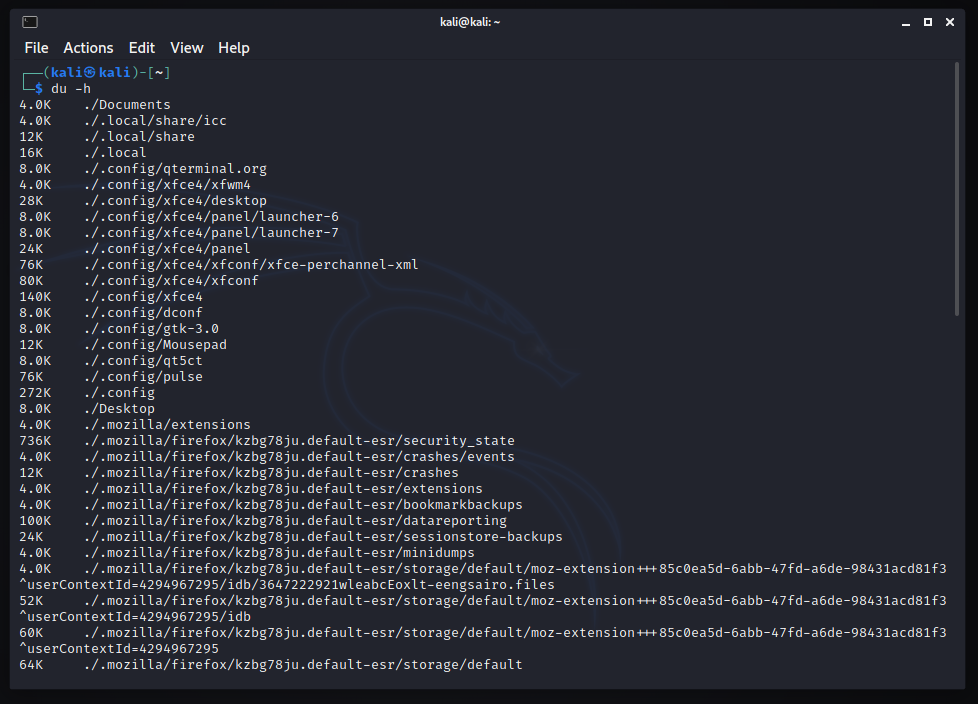 kali@kali: ~
File Actions Edit View Help
┌──(kali㉿kali)-[~]
└─$ du -h
4.0K ./Documents
4.0K ./.local/share/icc
12K ./.local/share
16K ./.local
8.0K ./.config/qterminal.org
4.0K ./.config/xfce4/xfwm4
28K ./.config/xfce4/desktop
8.0K ./.config/xfce4/panel/launcher-6
8.0K ./.config/xfce4/panel/launcher-7
24K ./.config/xfce4/panel
76K ./.config/xfce4/xfconf/xfce-perchannel-xml
80K ./.config/xfce4/xfconf
140K ./.config/xfce4
8.0K ./.config/dconf
8.0K ./.config/gtk-3.0
12K ./.config/Mousepad
8.0K ./.config/qt5ct
76K ./.config/pulse
272K ./.config
8.0K ./Desktop
4.0K ./.mozilla/extensions
736K ./.mozilla/firefox/kzbg78ju.default-esr/security_state
4.0K ./.mozilla/firefox/kzbg78ju.default-esr/crashes/events
12K ./.mozilla/firefox/kzbg78ju.default-esr/crashes
4.0K ./.mozilla/firefox/kzbg78ju.default-esr/extensions
4.0K ./.mozilla/firefox/kzbg78ju.default-esr/bookmarkbackups
100K ./.mozilla/firefox/kzbg78ju.default-esr/datareporting
24K ./.mozilla/firefox/kzbg78ju.default-esr/sessionstore-backups
4.0K ./.mozilla/firefox/kzbg78ju.default-esr/minidumps
4.0K ./.mozilla/firefox/kzbg78ju.default-esr/storage/default/moz-extension+++85c0ea5d-6abb-47fd-a6de-98431acd81f3
^userContextId=4294967295/idb/3647222921wleabcEoxlt-eengsairo.files
52K ./.mozilla/firefox/kzbg78ju.default-esr/storage/default/moz-extension+++85c0ea5d-6abb-47fd-a6de-98431acd81f3
^userContextId=4294967295/idb
60K ./.mozilla/firefox/kzbg78ju.default-esr/storage/default/moz-extension+++85c0ea5d-6abb-47fd-a6de-98431acd81f3
^userContextId=4294967295
64K ./.mozilla/firefox/kzbg78ju.default-esr/storage/default